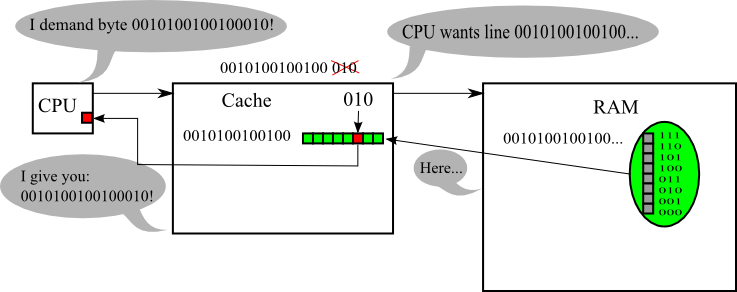 I demand byte 0010100100100010!
CPU wants line 0010100100100...
0010100100100 010
CPU
Cache
010
RAM
0010100100100
0010100100100...
111
110
101
100
011
010
001
000
Here...
I give you:
0010100100100010!